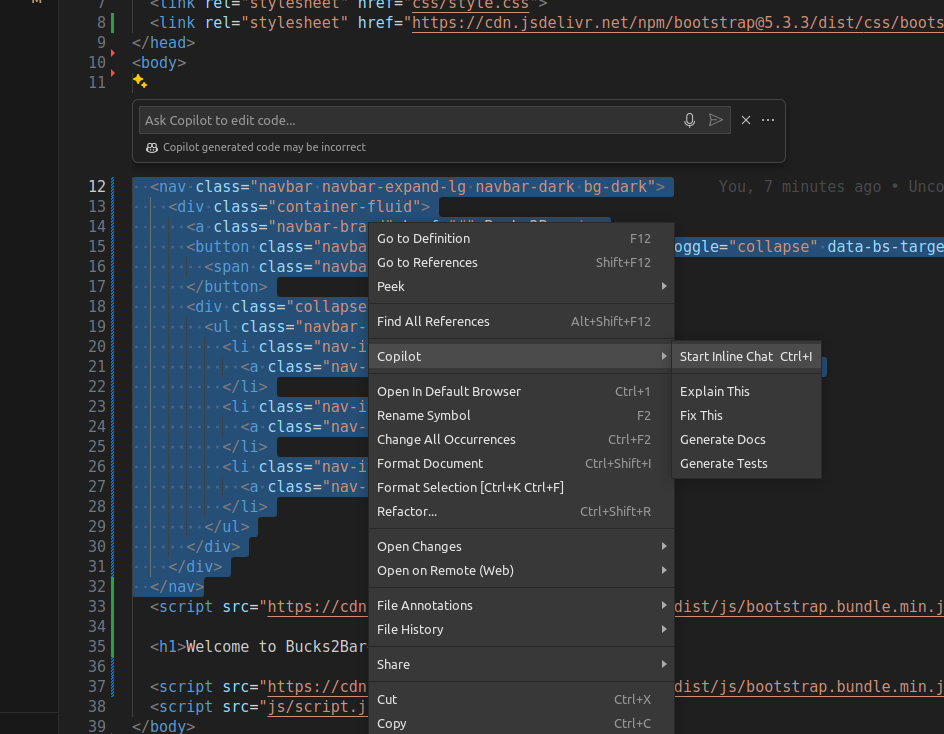 7 <link rel="stylesheet" href="css/style.css">
8 <link rel="stylesheet" href="https://cdn.jsdelivr.net/npm/bootstrap@5.3.3/dist/css/boots
9 </head>
10 <body>
11
Ask Copilot to edit code...
Copilot generated code may be incorrect
12 <nav class="navbar navbar-expand-lg navbar-dark bg-dark"> You, 7 minutes ago • Unco
13 <div class="container-fluid">
14 <a class="navbar-bra
15 <button class="navba oggle="collapse" data-bs-targe
16 <span class="navba
17 </button>
18 <div class="collapse
19 <ul class="navbar-
20 <li class="nav-i
21 <a class="nav-
22 </li>
23 <li class="nav-i
24 <a class="nav-
25 </li>
26 <li class="nav-i
27 <a class="nav-
28 </li>
29 </ul>
30 </div>
31 </div>
32 </nav>
33 <script src="https://cdn dist/js/bootstrap.bundle.min.j
34
35 <h1>Welcome to Bucks2Bar
36
37 <script src="https://cdn dist/js/bootstrap.bundle.min.j
38 <script src="js/script.j
39 </body>
Go to Definition F12
Go to References Shift+F12
Peek
Find All References Alt+Shift+F12
Copilot
Open In Default Browser Ctrl+1
Rename Symbol F2
Change All Occurrences Ctrl+F2
Format Document Ctrl+Shift+I
Format Selection [Ctrl+K Ctrl+F]
Refactor... Ctrl+Shift+R
Open Changes
Open on Remote (Web)
File Annotations
File History
Share
Cut Ctrl+X
Copy Ctrl+C
Start Inline Chat Ctrl+I
Explain This
Fix This
Generate Docs
Generate Tests